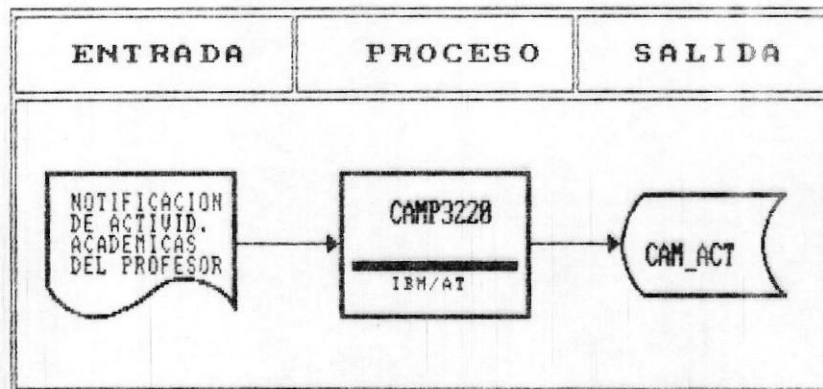 ENTRADA
PROCESO
SALIDA
NOTIFICACION
DE ACTIVID.
ACADEMICAS
DEL PROFESOR
CAMP3220
IBM/AT
CAM_ACT